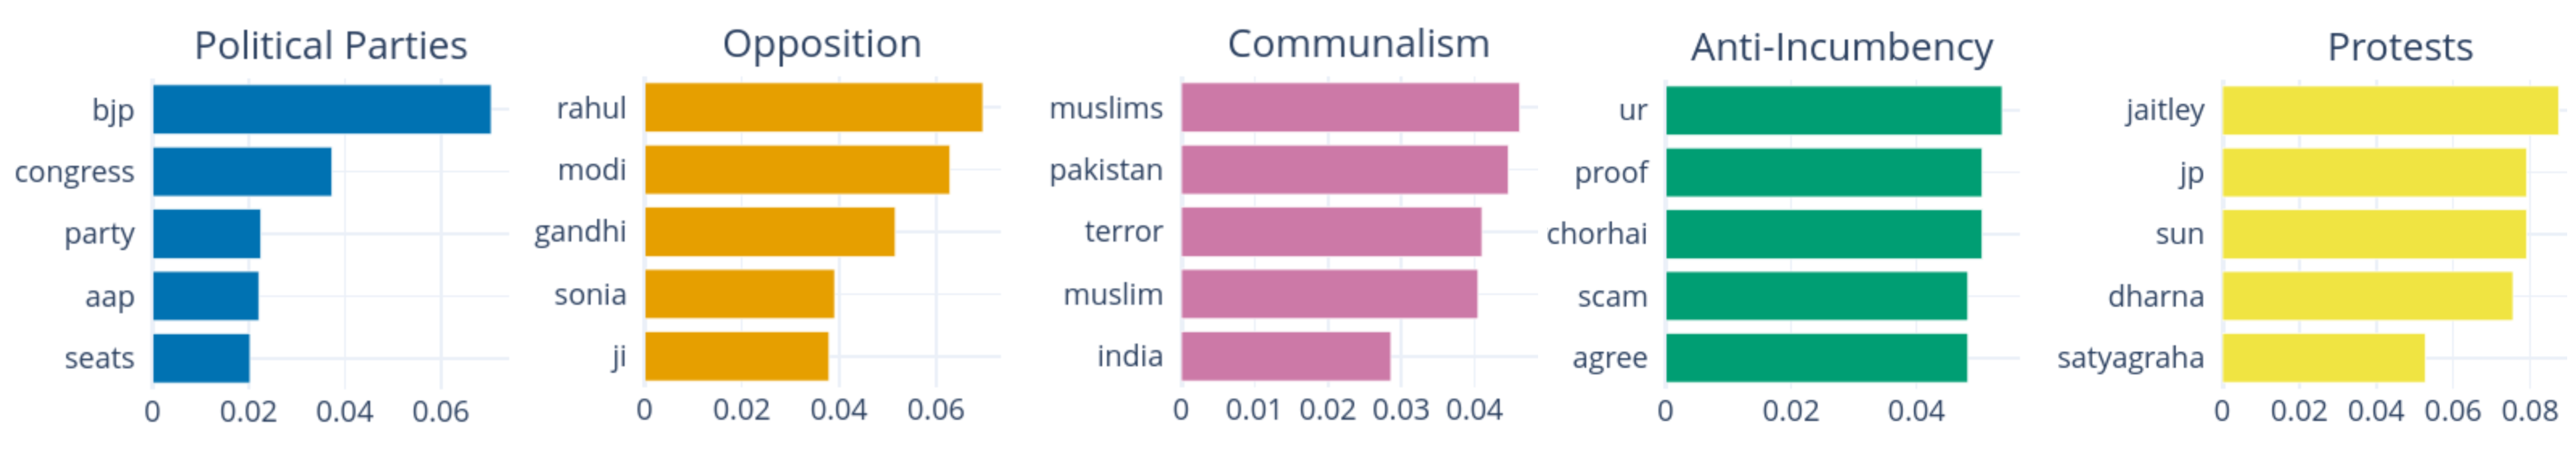 Political Parties
bjp
congress
party
aap
seats
0 0.02 0.04 0.06
Opposition
rahul
modi
gandhi
sonia
ji
0 0.02 0.04 0.06
Communalism
muslims
pakistan
terror
muslim
india
0 0.01 0.02 0.03 0.04
Anti-Incumbency
ur
proof
chorhai
scam
agree
0 0.02 0.04
Protests
jaitley
jp
sun
dharna
satyagraha
0 0.02 0.04 0.06 0.08